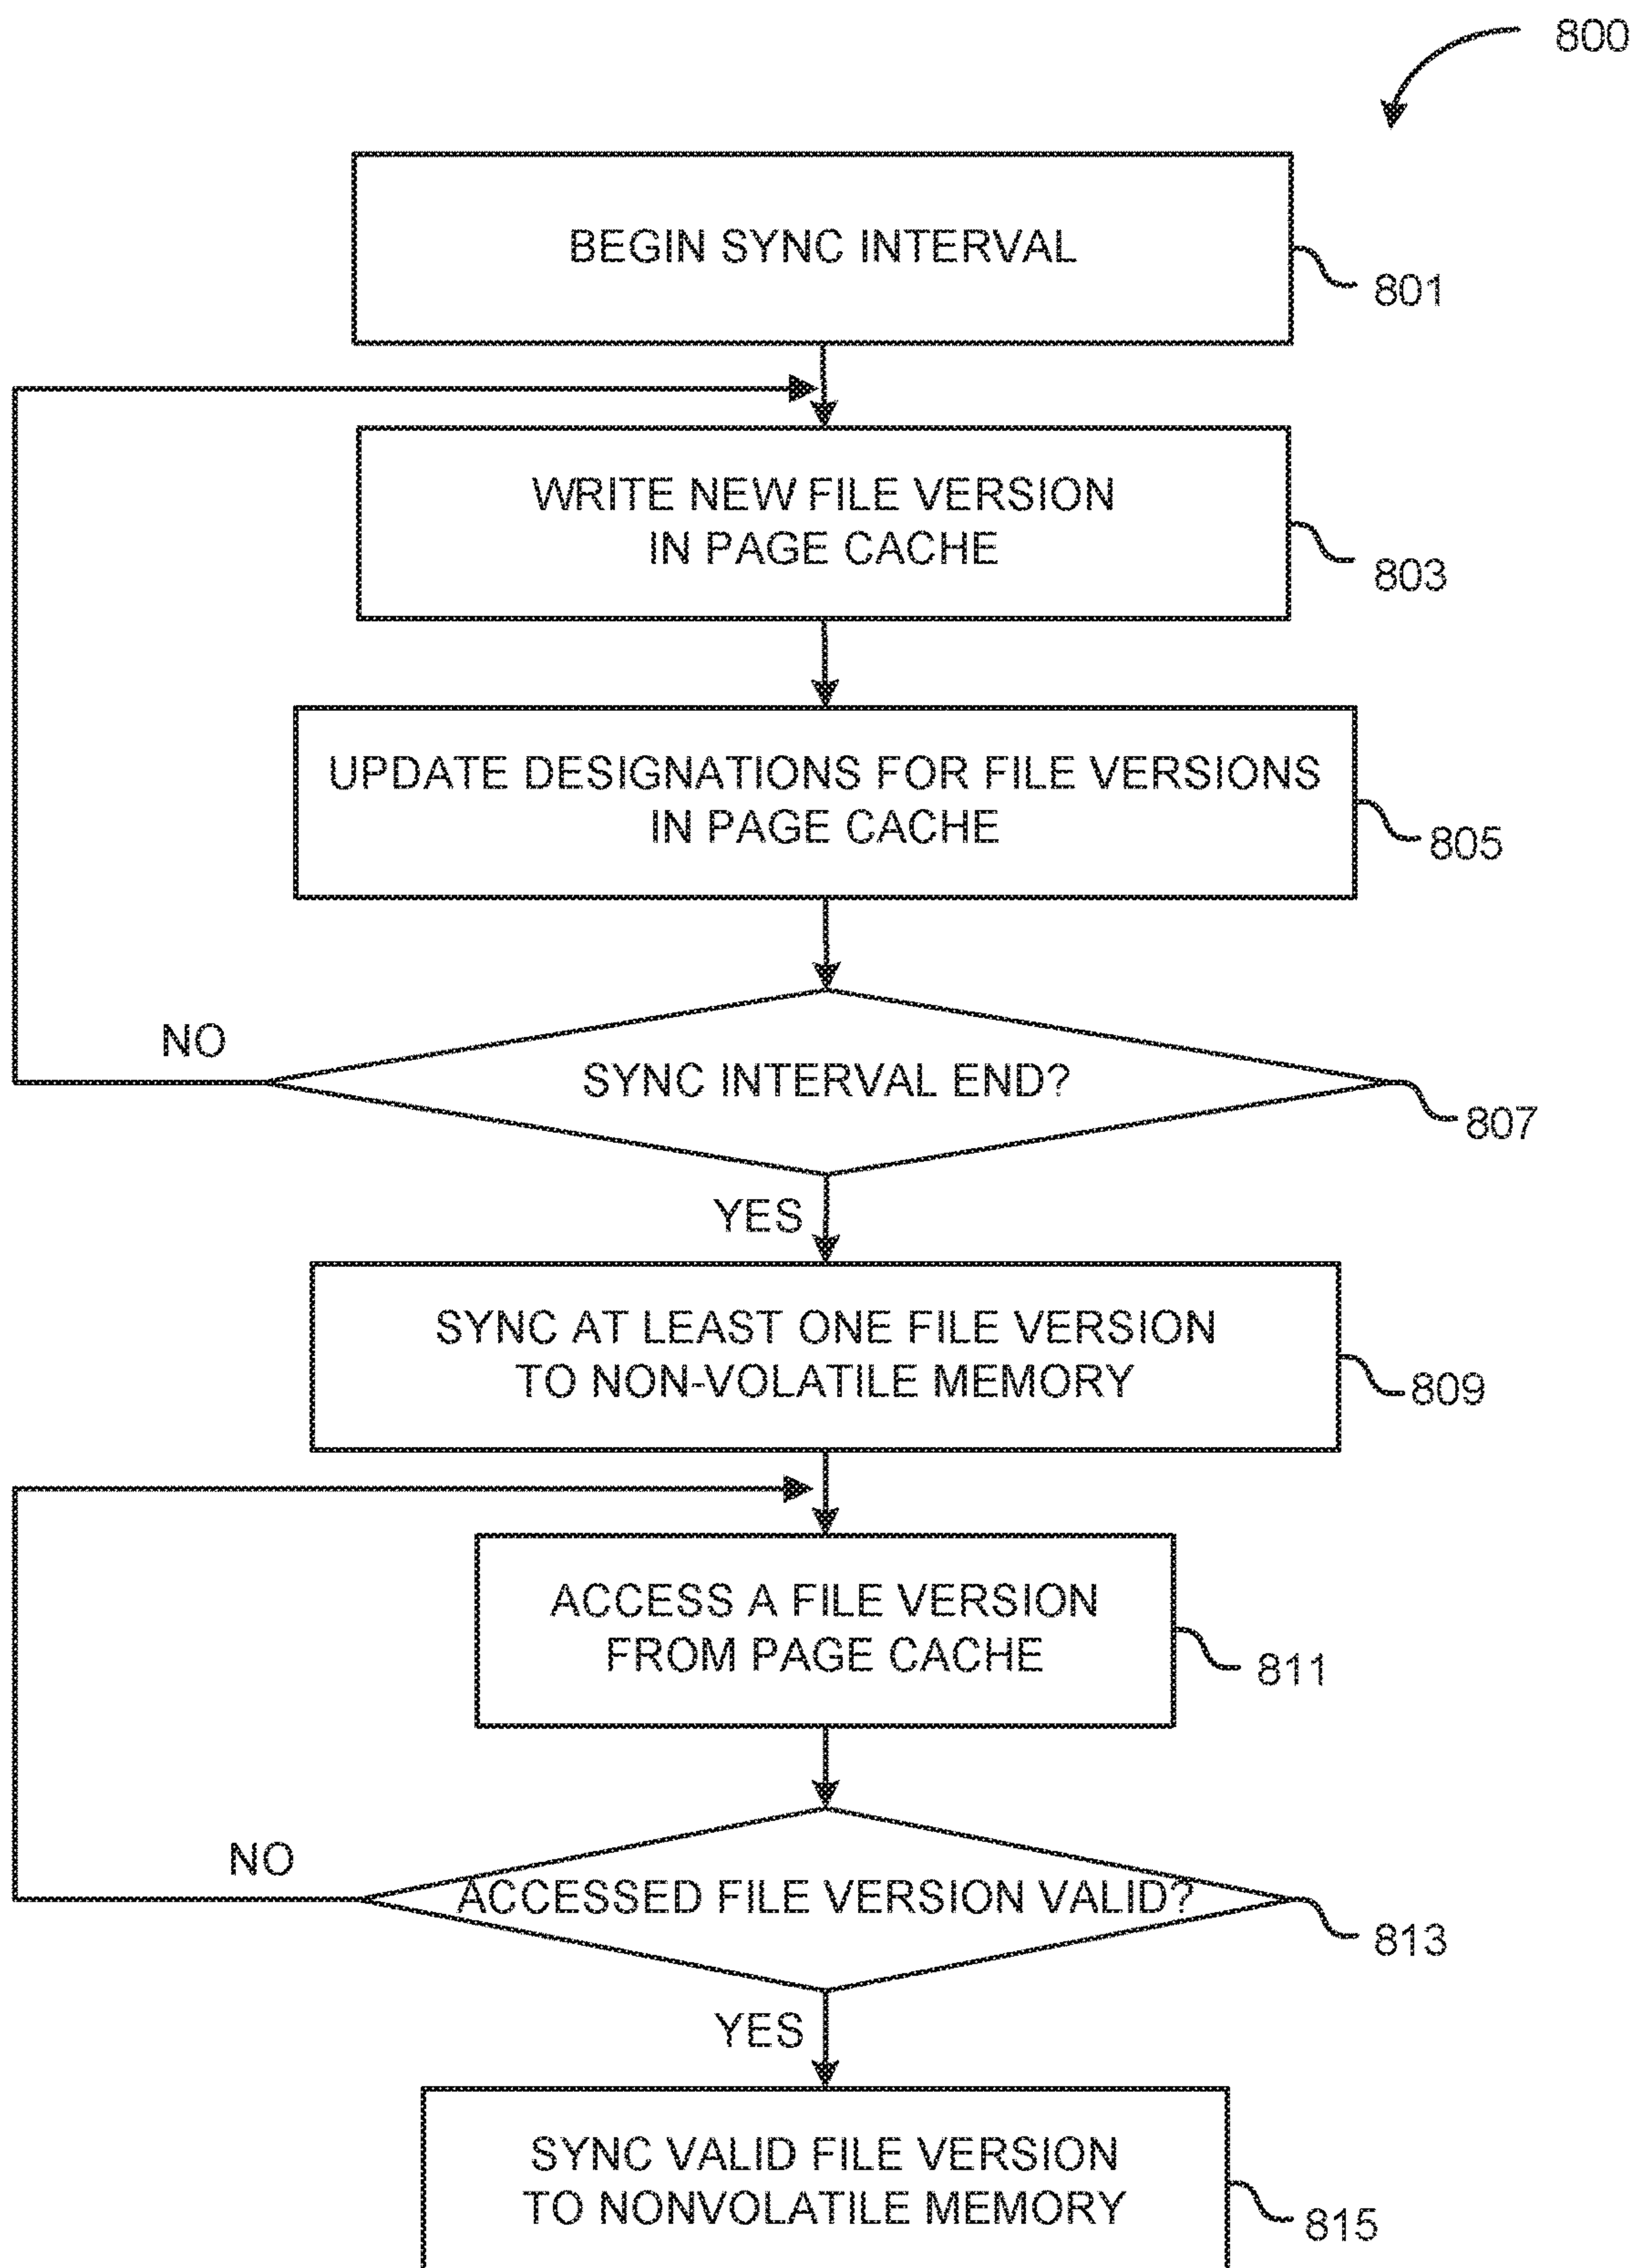 800
BEGIN SYNC INTERVAL
801
WRITE NEW FILE VERSION
IN PAGE CACHE
803
UPDATE DESIGNATIONS FOR FILE VERSIONS
IN PAGE CACHE
805
NO
SYNC INTERVAL END?
807
YES
SYNC AT LEAST ONE FILE VERSION
TO NON-VOLATILE MEMORY
809
ACCESS A FILE VERSION
FROM PAGE CACHE
811
NO
ACCESSED FILE VERSION VALID?
813
YES
SYNC VALID FILE VERSION
TO NONVOLATILE MEMORY
815